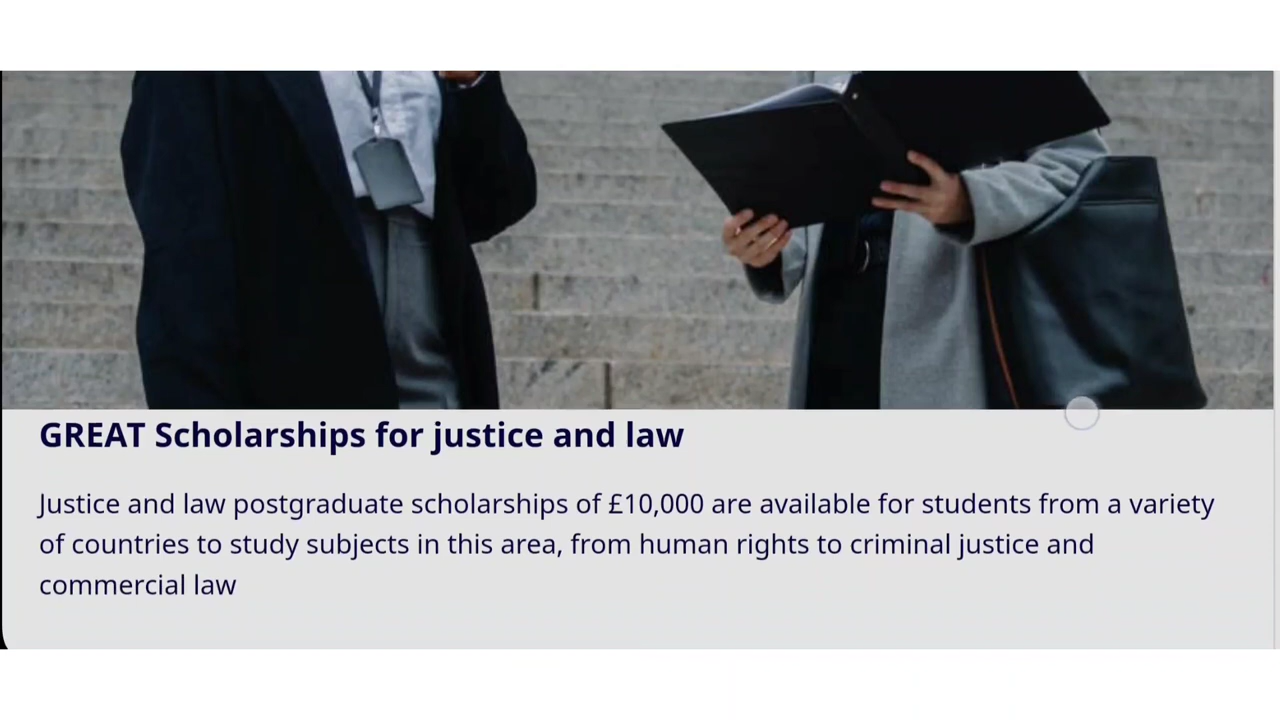 GREAT Scholarships for justice and law
Justice and law postgraduate scholarships of £10,000 are available for students from a variety
of countries to study subjects in this area, from human rights to criminal justice and
commercial law